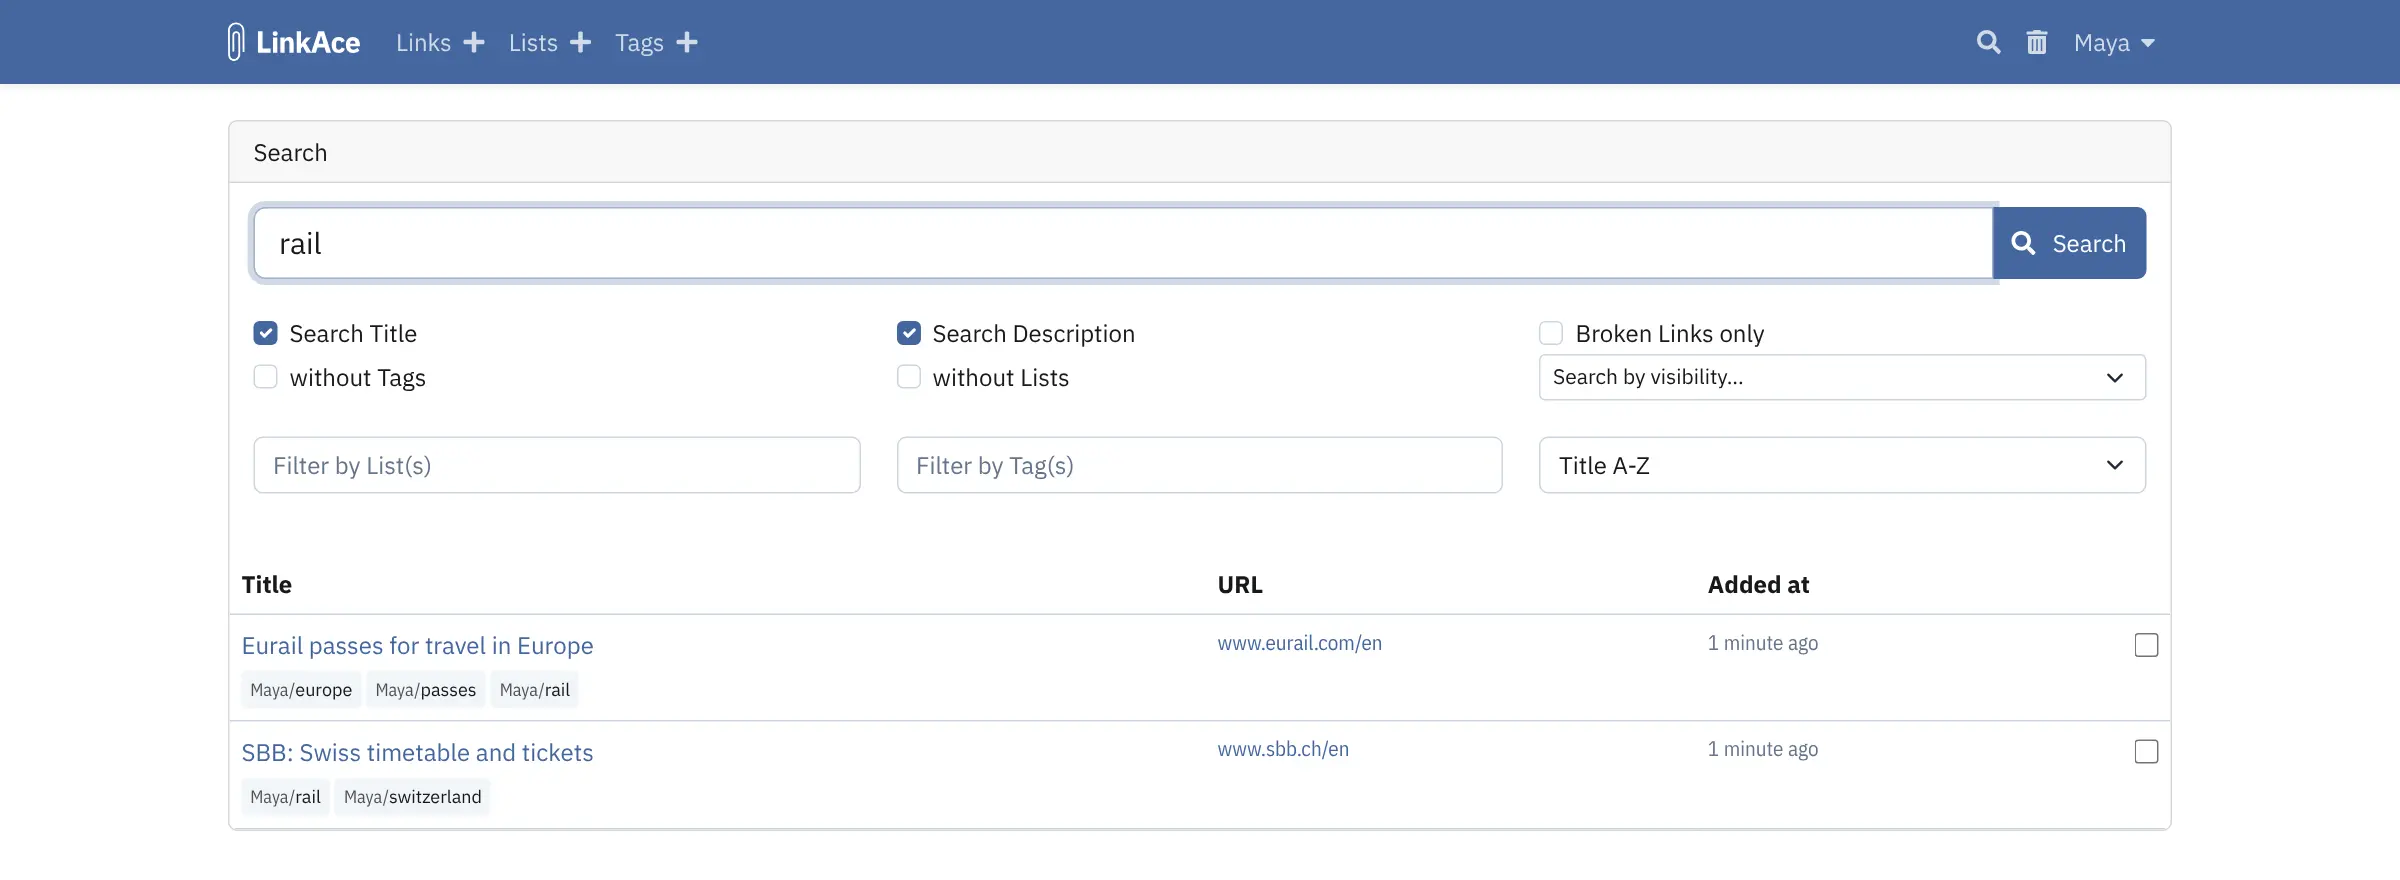 LinkAce Links Lists Tags Maya
Search
rail Search
Search Title Search Description Broken Links only
without Tags without Lists Search by visibility...
Filter by List(s) Filter by Tag(s) Title A-Z
Title URL Added at
Eurail passes for travel in Europe www.eurail.com/en 1 minute ago
Maya/europe Maya/passes Maya/rail
SBB: Swiss timetable and tickets www.sbb.ch/en 1 minute ago
Maya/rail Maya/switzerland